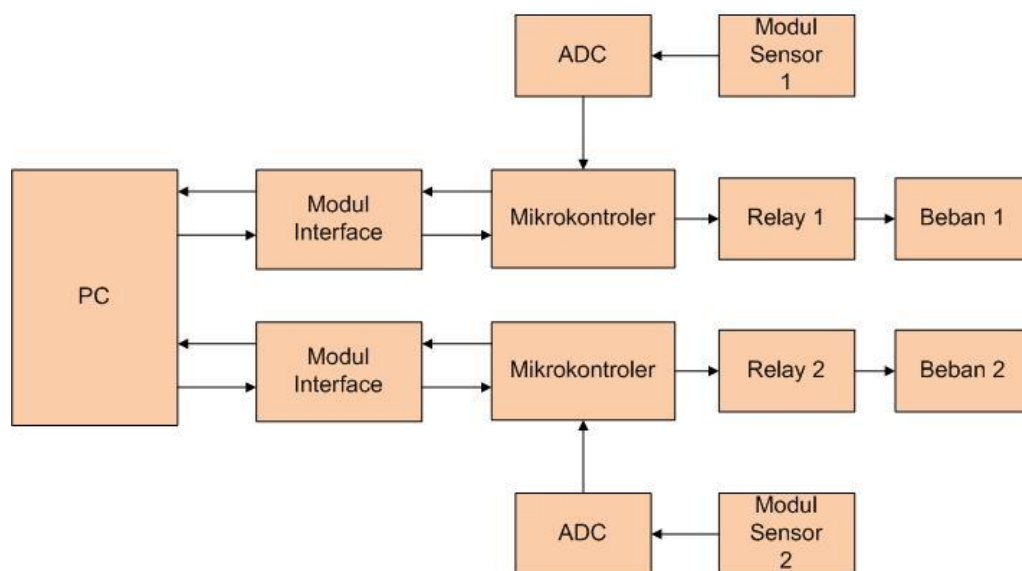 ADC
Modul
Sensor
1
PC
Modul
Interface
Mikrokontroler
Relay 1
Beban 1
Modul
Interface
Mikrokontroler
Relay 2
Beban 2
ADC
Modul
Sensor
2